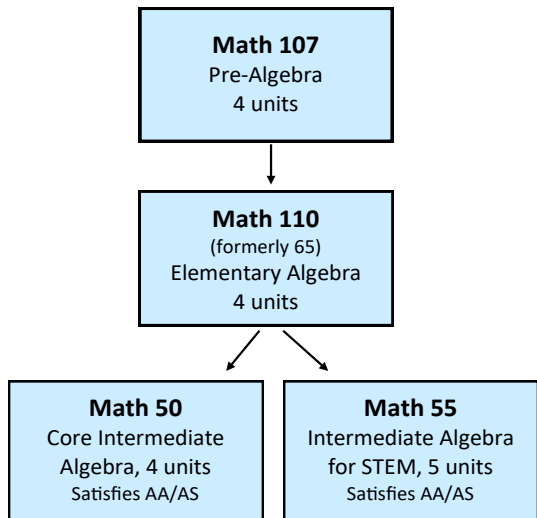 Math 107
Pre-Algebra
4 units
Math 110
(formerly 65)
Elementary Algebra
4 units
Math 50
Core Intermediate
Algebra, 4 units
Satisfies AA/AS
Math 55
Intermediate Algebra
for STEM, 5 units
Satisfies AA/AS